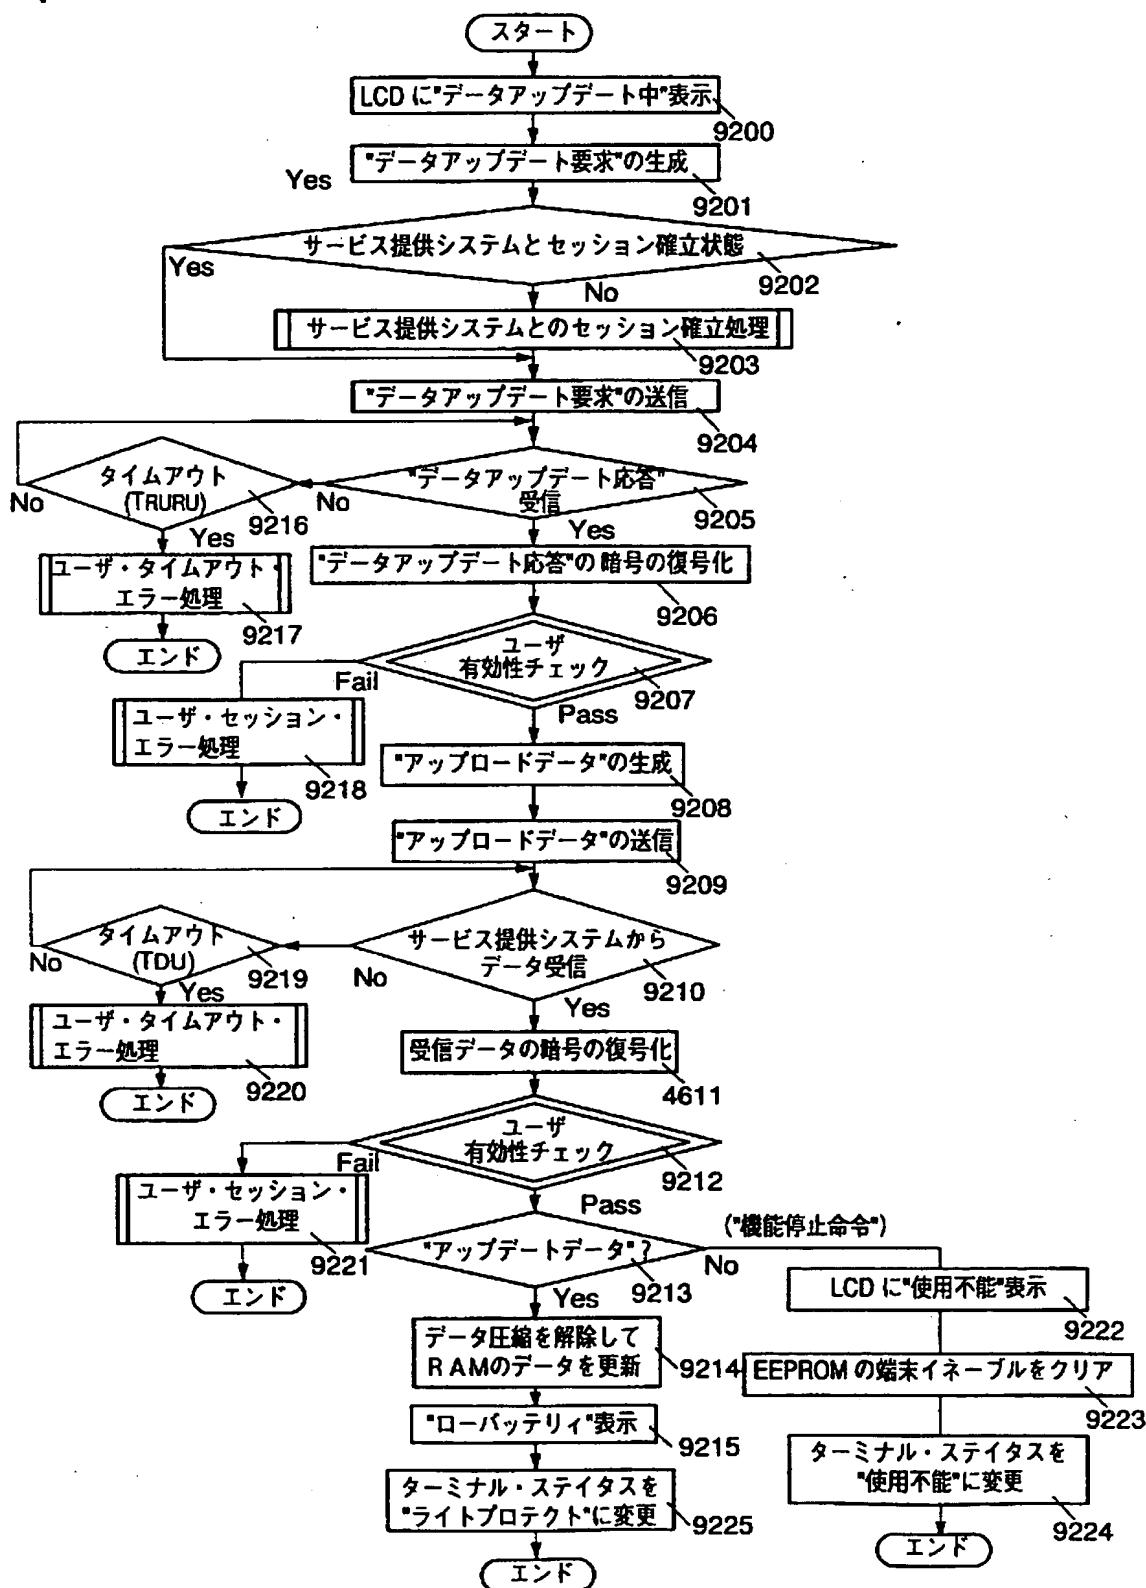 スタート
LCD に"データアップデート中"表示
9200
"データアップデート要求"の生成
Yes
9201
サービス提供システムとセッション確立状態
Yes
9202
No
サービス提供システムとのセッション確立処理
9203
"データアップデート要求"の送信
9204
タイムアウト
(TRURU)
No
9216
No
"データアップデート応答"
受信
9205
Yes
Yes
ユーザ・タイムアウト・
エラー処理
9217
エンド
"データアップデート応答"の暗号の復号化
9206
ユーザ
有効性チェック
9207
Fail
Pass
ユーザ・セッション・
エラー処理
9218
エンド
"アップロードデータ"の生成
9208
"アップロードデータ"の送信
9209
タイムアウト
(TDU)
No
9219
No
サービス提供システムから
データ受信
9210
Yes
Yes
ユーザ・タイムアウト・
エラー処理
9220
エンド
受信データの暗号の復号化
4611
ユーザ
有効性チェック
9212
Fail
Pass
ユーザ・セッション・
エラー処理
9221
エンド
"アップデートデータ"?
9213
No
("機能停止命令")
Yes
LCD に"使用不能"表示
9222
データ圧縮を解除して
RAMのデータを更新
9214
EEPROM の端末イネーブルをクリア
9223
"ローバッテリィ"表示
9215
ターミナル・ステイタスを
"使用不能"に変更
9224
ターミナル・ステイタスを
"ライトプロテクト"に変更
9225
エンド
エンド